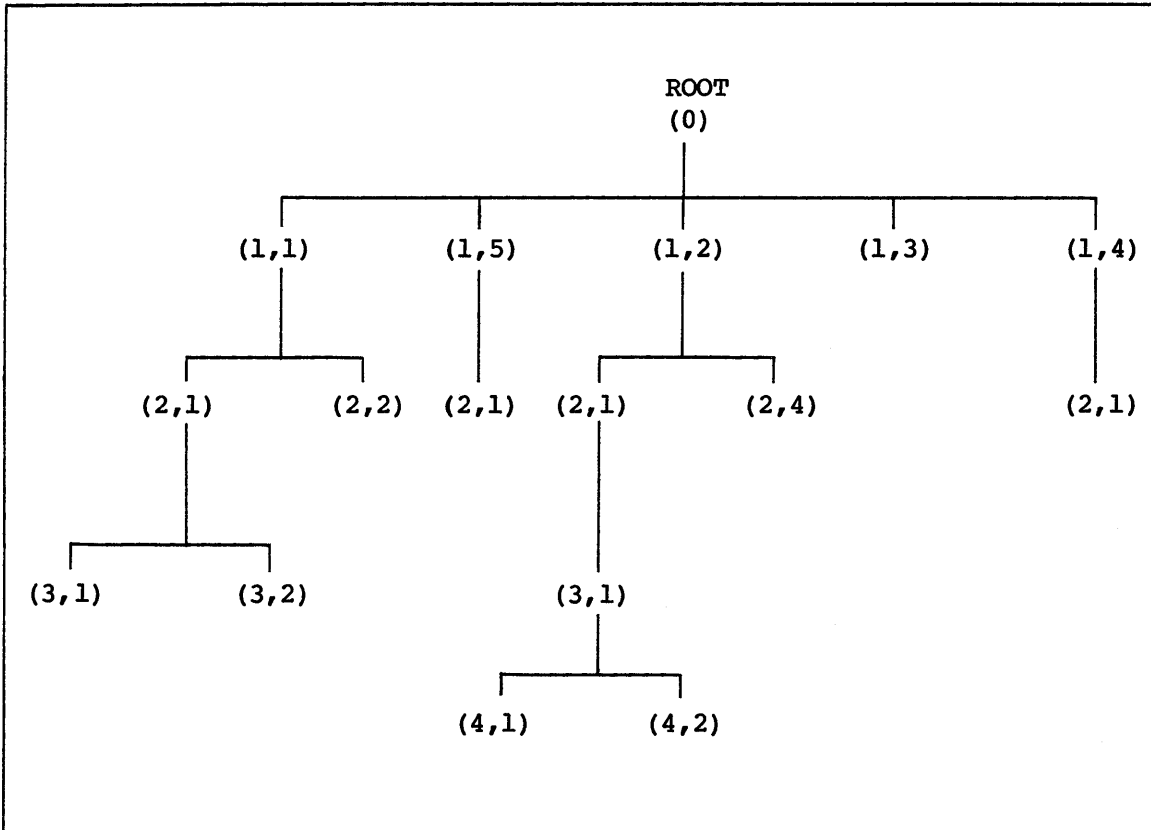 ROOT
(0)
(1,1) (1,5) (1,2) (1,3) (1,4)
(2,1) (2,2) (2,1) (2,1) (2,4) (2,1)
(3,1) (3,2) (3,1)
(4,1) (4,2)